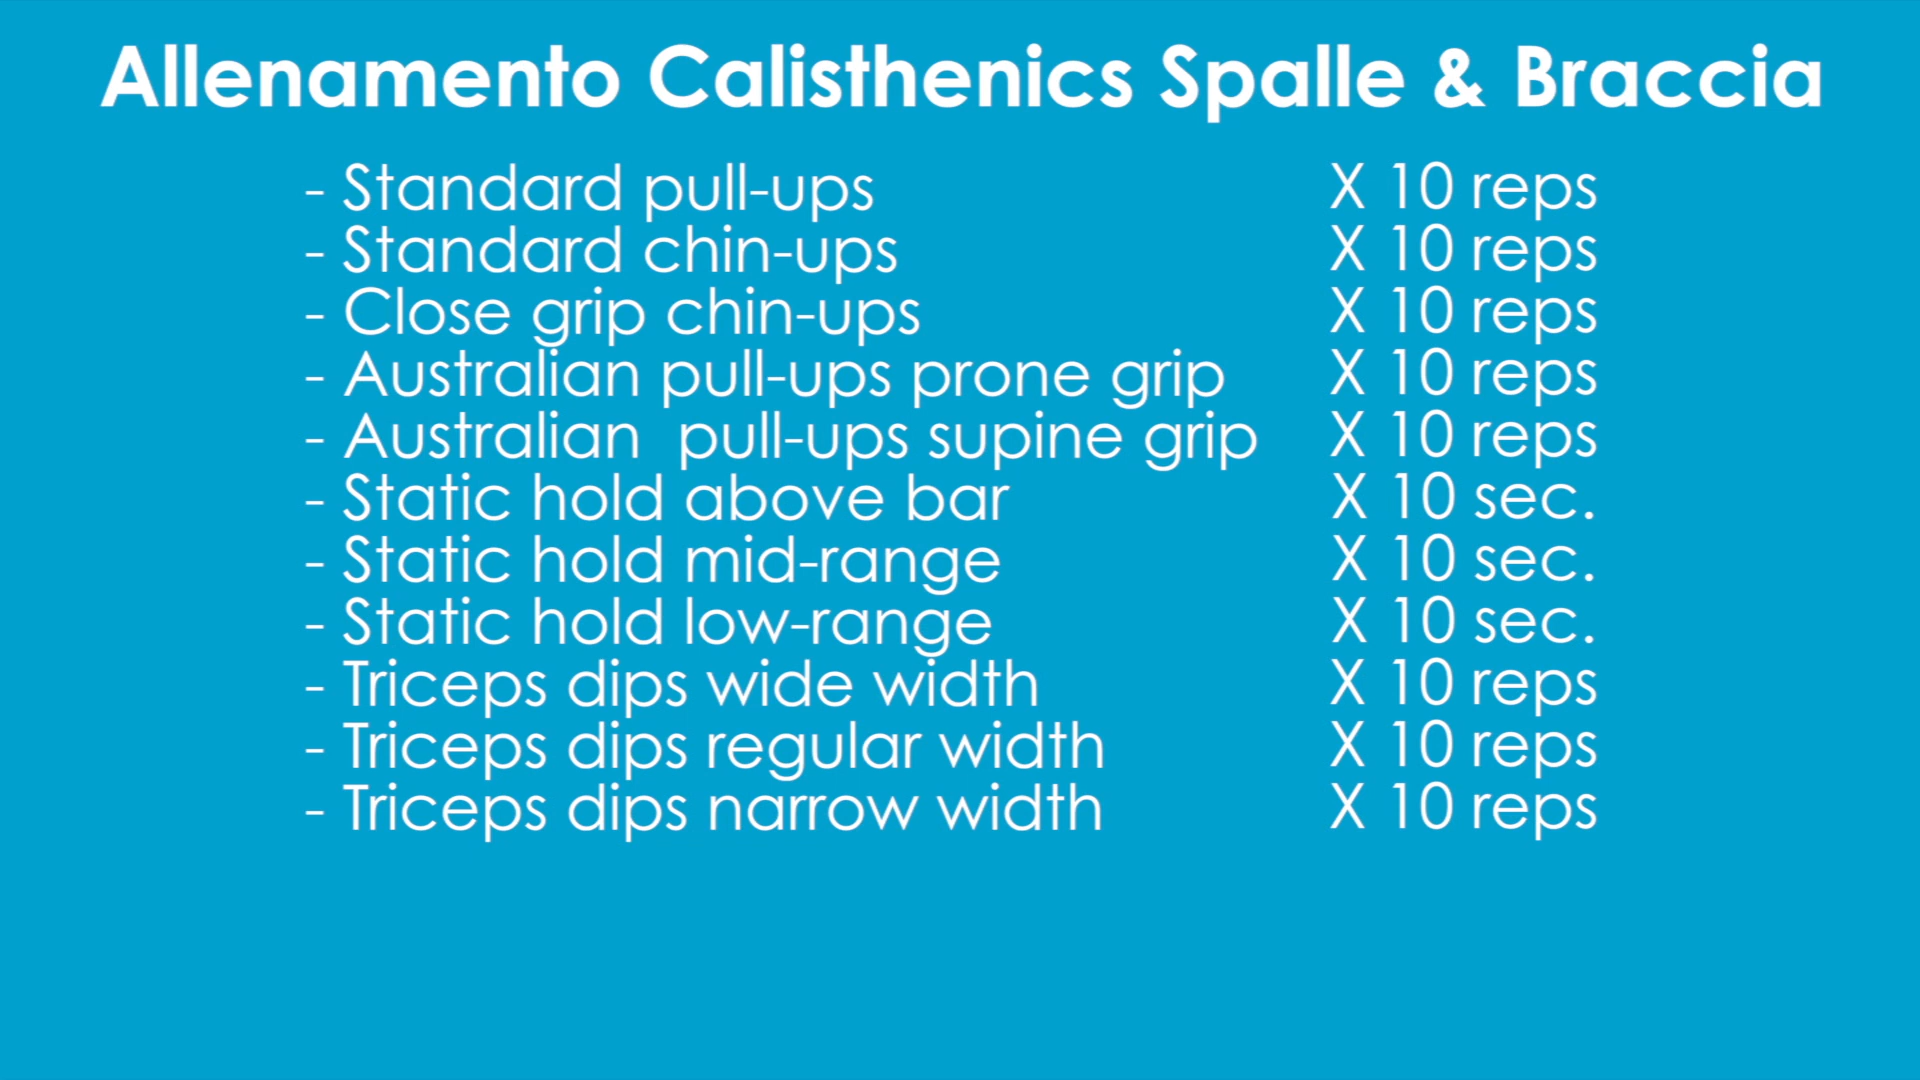 Allenamento Calisthenics Spalle & Braccia
- Standard pull-ups X 10 reps
- Standard chin-ups X 10 reps
- Close grip chin-ups X 10 reps
- Australian pull-ups prone grip X 10 reps
- Australian  pull-ups supine grip X 10 reps
- Static hold above bar X 10 sec.
- Static hold mid-range X 10 sec.
- Static hold low-range X 10 sec.
- Triceps dips wide width X 10 reps
- Triceps dips regular width X 10 reps
- Triceps dips narrow width X 10 reps